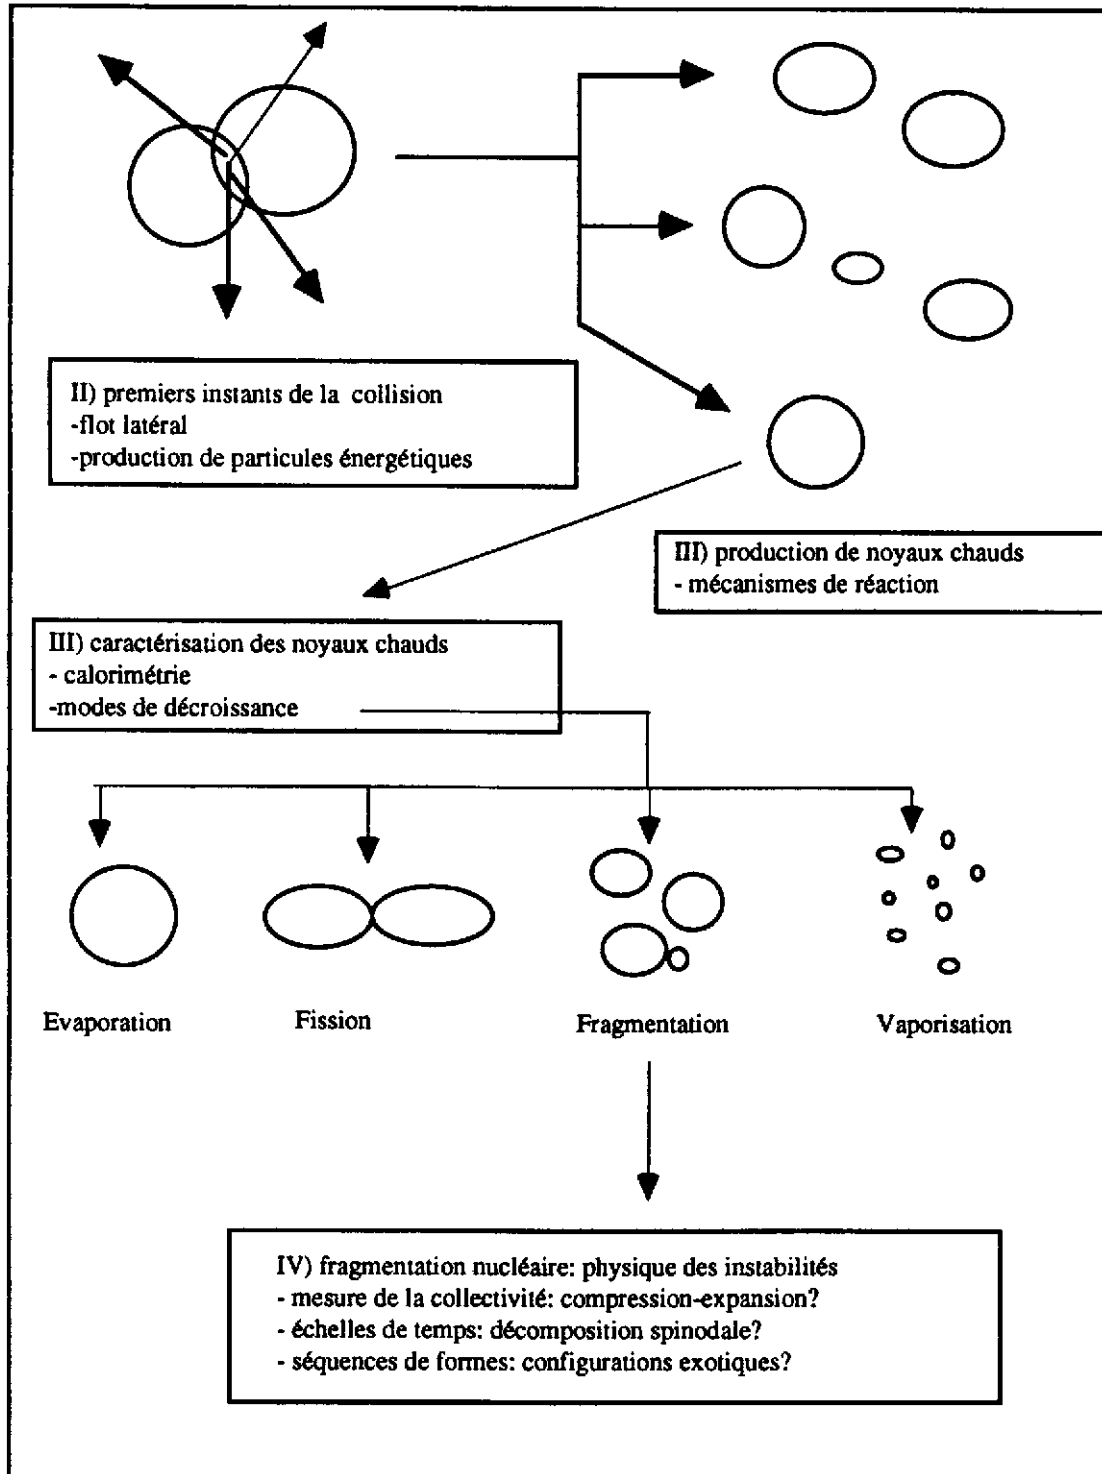 II) premiers instants de la collision
-flot latéral
-production de particules énergétiques
III) production de noyaux chauds
- mécanismes de réaction
III) caractérisation des noyaux chauds
- calorimétrie
-modes de décroissance
Evaporation
Fission
Fragmentation
Vaporisation
IV) fragmentation nucléaire: physique des instabilités
- mesure de la collectivité: compression-expansion?
- échelles de temps: décomposition spinodale?
- séquences de formes: configurations exotiques?